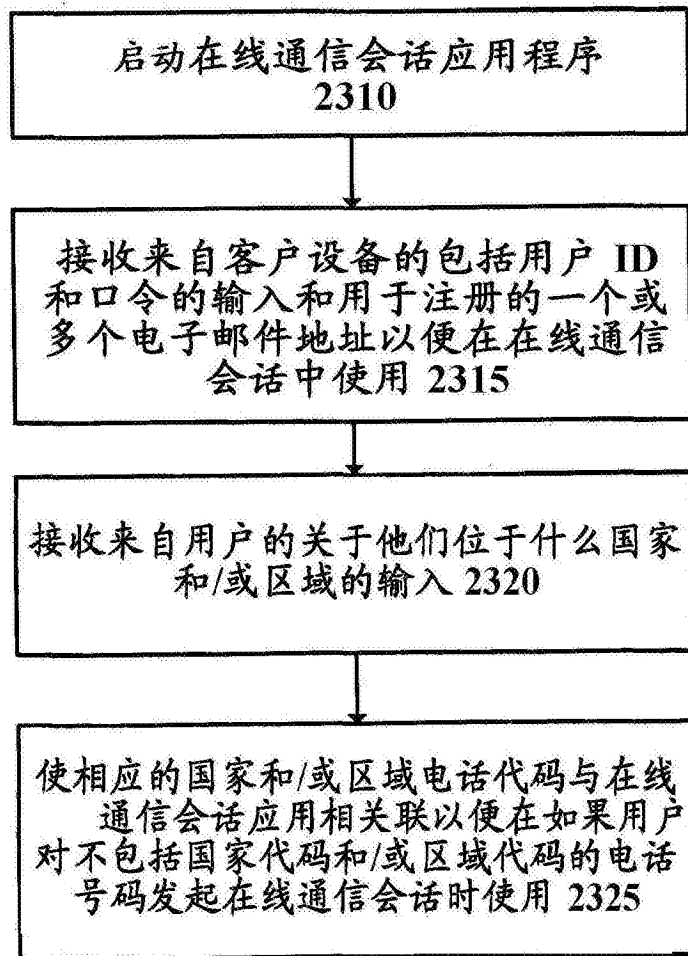 启动在线通信会话应用程序
2310
接收来自客户设备的包括用户 ID
和口令的输入和用于注册的一个或
多个电子邮件地址以便在在线通信
会话中使用 2315
接收来自用户的关于他们位于什么国家
和/或区域的输入 2320
使相应的国家和/或区域电话代码与在线
通信会话应用相关联以便在如果用户
对不包括国家代码和/或区域代码的电话
号码发起在线通信会话时使用 2325